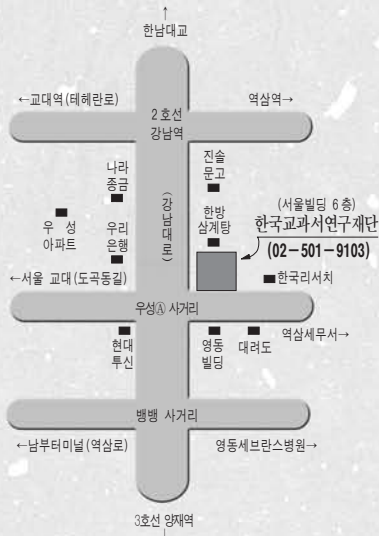 ↑
한남대교
←교대역(테헤란로)
역삼역→
2호선
강남역
나라
종금
진솔
문고
(강남대로)
우 성
아파트
우리
은행
한방
삼계탕
(서울빌딩 6층)
한국교과서연구재단
(02-501-9103)
←서울 교대(도곡동길)
한국리서치
우성Ⓐ 사거리
현대
투신
영동
빌딩
대려도
역삼세무서→
뱅뱅 사거리
←남부터미널(역삼로)
영동세브란스병원→
3호선 양재역